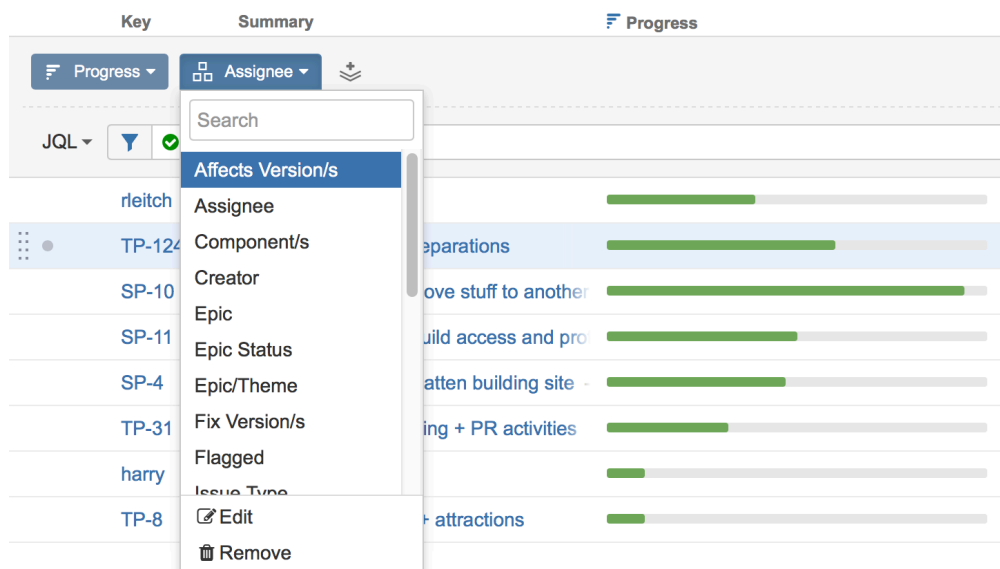 Key Summary Progress
Progress Assignee
Search
JQL
Affects Version/s
rleitch
Assignee
TP-124 eparations
Component/s
Creator
SP-10 ove stuff to another
Epic
SP-11 uild access and pro
Epic Status
SP-4 atten building site -
Epic/Theme
TP-31 ing + PR activities
Fix Version/s
Flagged
harry
Issue Type
TP-8 + attractions
Edit
Remove